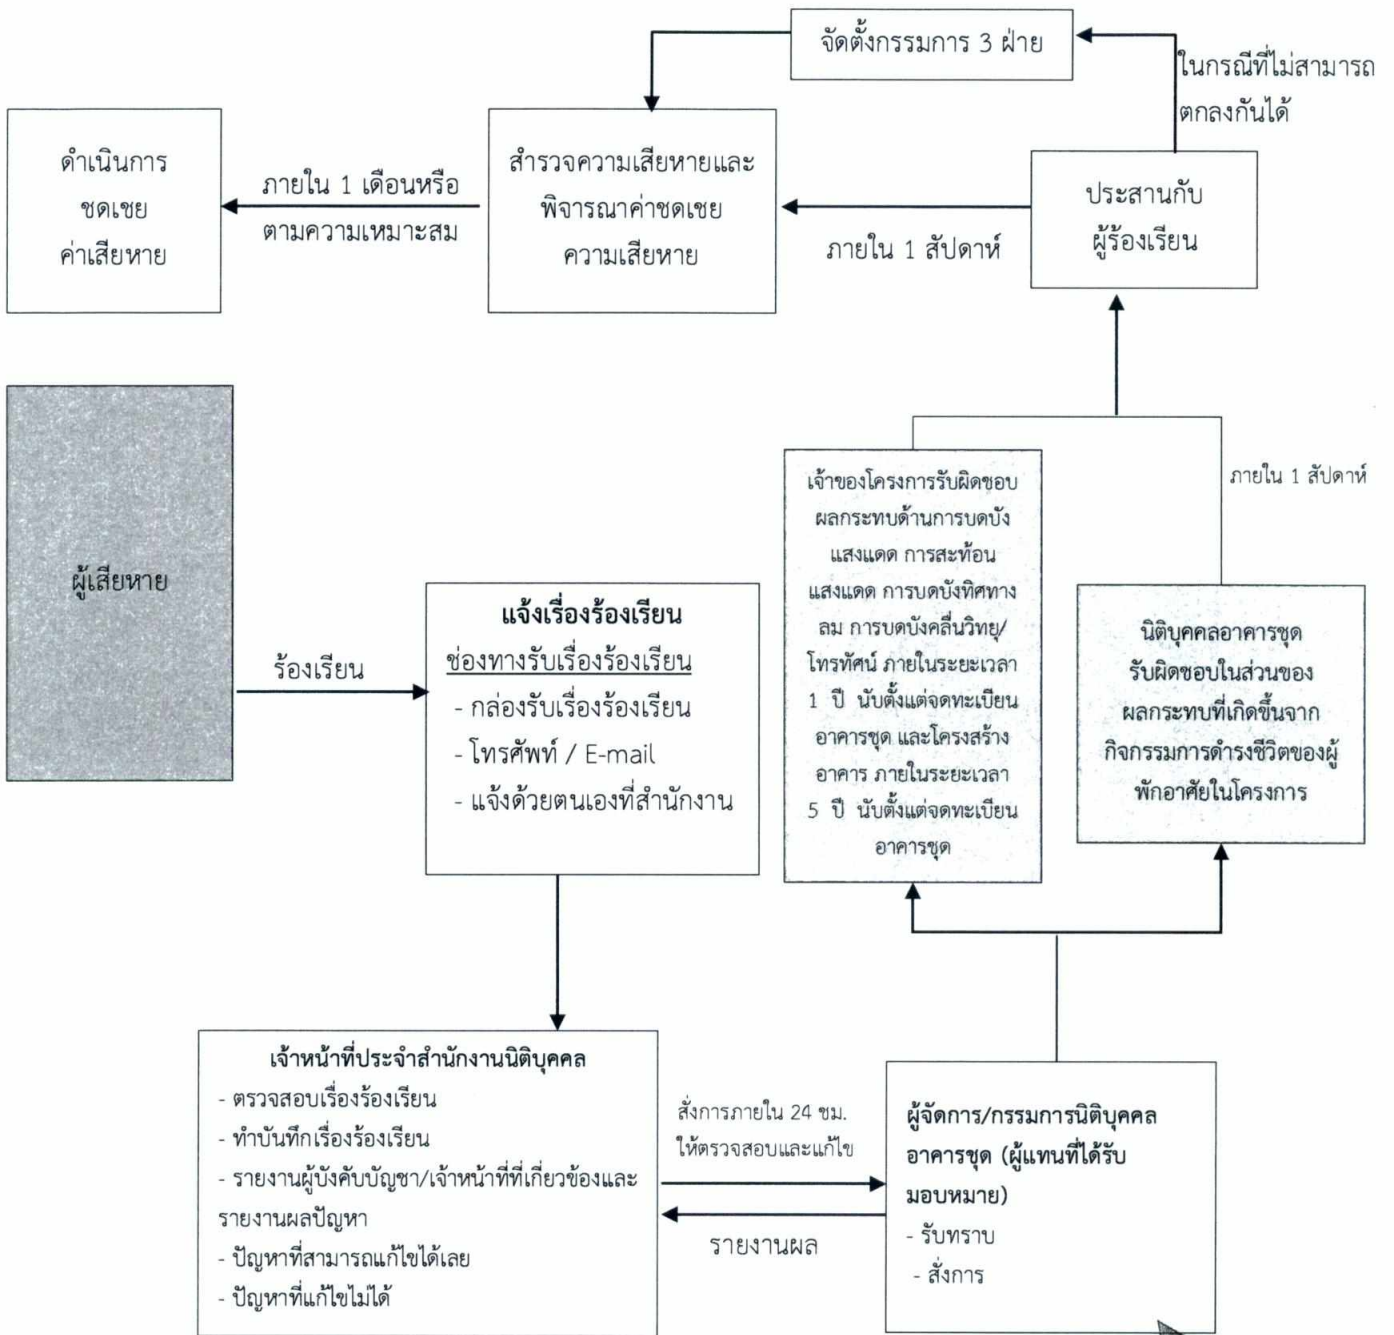 จัดตั้งกรรมการ 3 ฝ่าย
ในกรณีที่ไม่สามารถ
ตกลงกันได้
ดำเนินการ
ชดเชย
ค่าเสียหาย
ภายใน 1 เดือนหรือ
ตามความเหมาะสม
สำรวจความเสียหายและ
พิจารณาค่าชดเชย
ความเสียหาย
ภายใน 1 สัปดาห์
ประสานกับ
ผู้ร้องเรียน
ผู้เสียหาย
ร้องเรียน
แจ้งเรื่องร้องเรียน
ช่องทางรับเรื่องร้องเรียน
- กล่องรับเรื่องร้องเรียน
- โทรศัพท์ / E-mail
- แจ้งด้วยตนเองที่สำนักงาน
เจ้าของโครงการรับผิดชอบ
ผลกระทบด้านการบดบัง
แสงแดด การสะท้อน
แสงแดด การบดบังทิศทาง
ลม การบดบังคลื่นวิทยุ/
โทรทัศน์ ภายในระยะเวลา
1 ปี นับตั้งแต่จดทะเบียน
อาคารชุด และโครงสร้าง
อาคาร ภายในระยะเวลา
5 ปี นับตั้งแต่จดทะเบียน
อาคารชุด
ภายใน 1 สัปดาห์
นิติบุคคลอาคารชุด
รับผิดชอบในส่วนของ
ผลกระทบที่เกิดขึ้นจาก
กิจกรรมการดำรงชีวิตของผู้
พักอาศัยในโครงการ
เจ้าหน้าที่ประจำสำนักงานนิติบุคคล
- ตรวจสอบเรื่องร้องเรียน
- ทำบันทึกเรื่องร้องเรียน
- รายงานผู้บังคับบัญชา/เจ้าหน้าที่ที่เกี่ยวข้องและ
รายงานผลปัญหา
- ปัญหาที่สามารถแก้ไขได้เลย
- ปัญหาที่แก้ไขไม่ได้
สั่งการภายใน 24 ชม.
ให้ตรวจสอบและแก้ไข
รายงานผล
ผู้จัดการ/กรรมการนิติบุคคล
อาคารชุด (ผู้แทนที่ได้รับ
มอบหมาย)
- รับทราบ
- สั่งการ